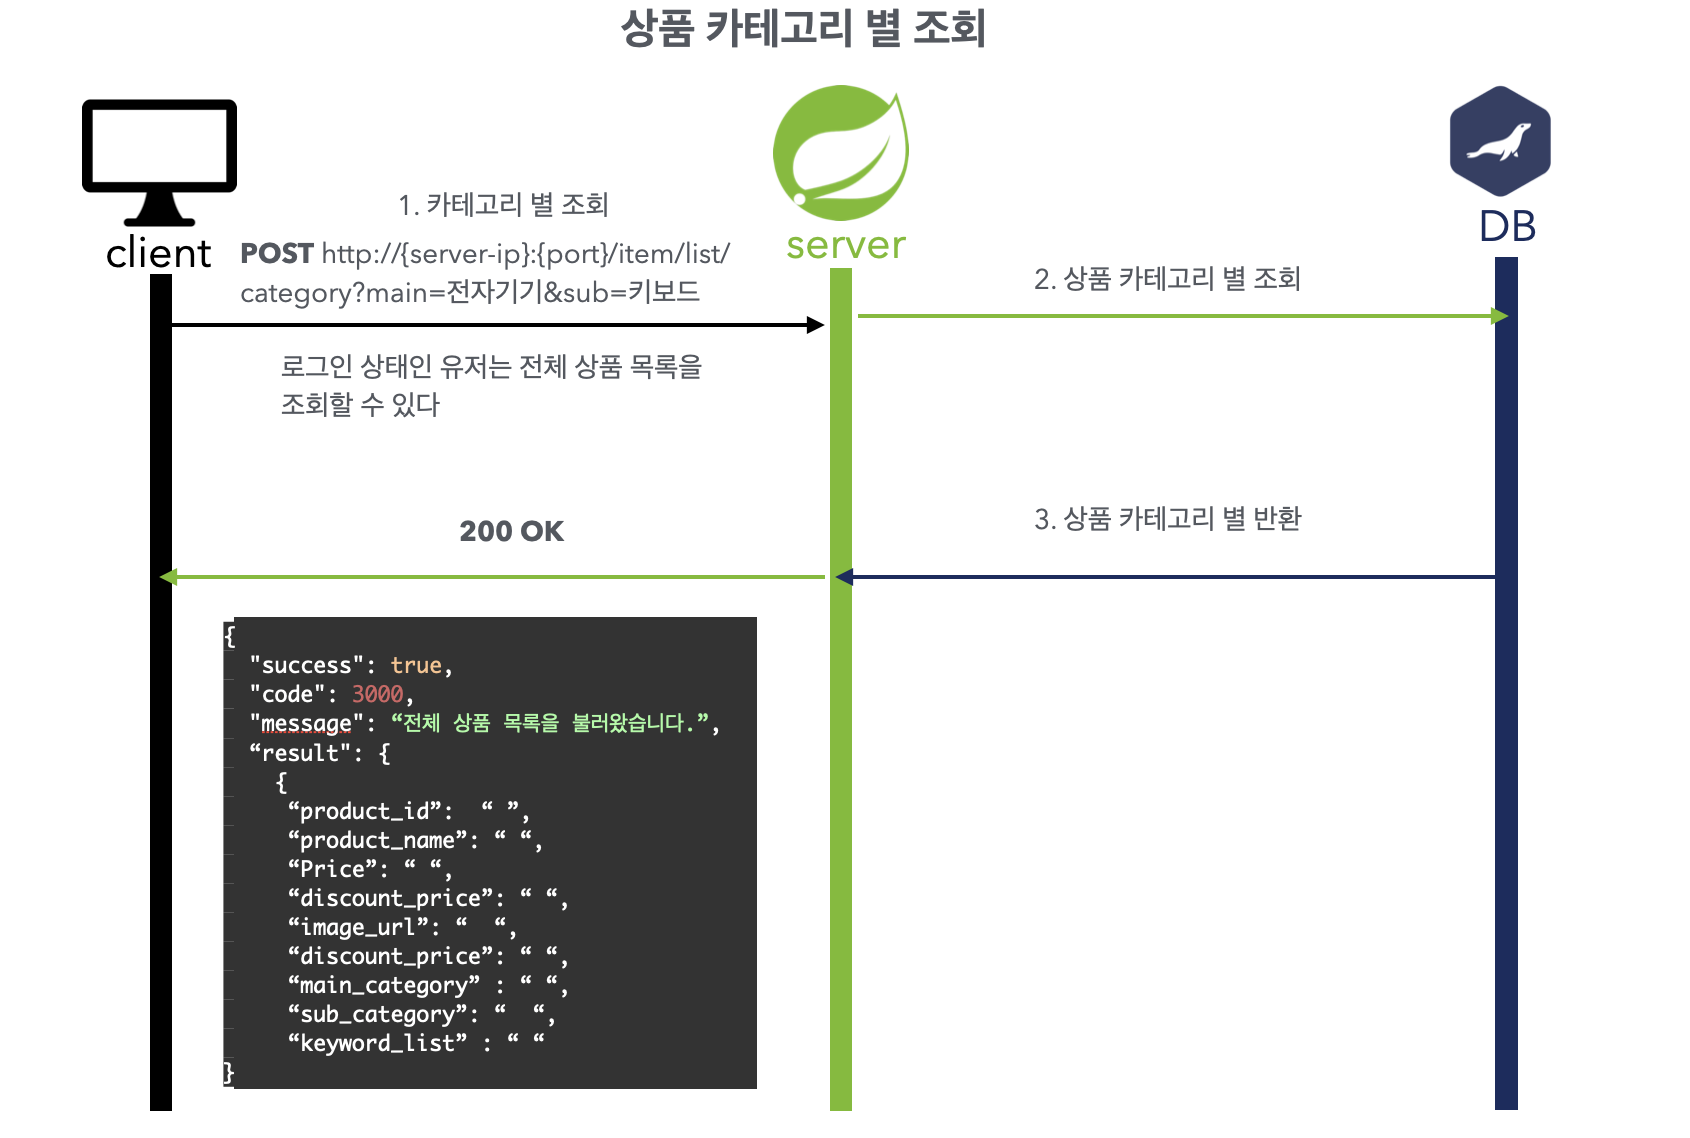 상품 카테고리 별 조회
client
server
DB
1. 카테고리 별 조회
POST http://{server-ip}:{port}/item/list/
category?main=전자기기&sub=키보드
로그인 상태인 유저는 전체 상품 목록을
조회할 수 있다
2. 상품 카테고리 별 조회
3. 상품 카테고리 별 반환
200 OK
{
"success": true,
"code": 3000,
"message": “전체 상품 목록을 불러왔습니다.”,
“result": {
{
“product_id”:  “ ”,
“product_name”: “ “,
“Price”: “ “,
“discount_price”: “ “,
“image_url”: “  “,
“discount_price”: “ “,
“main_category” : “ “,
“sub_category”: “  “,
“keyword_list” : “ “
}